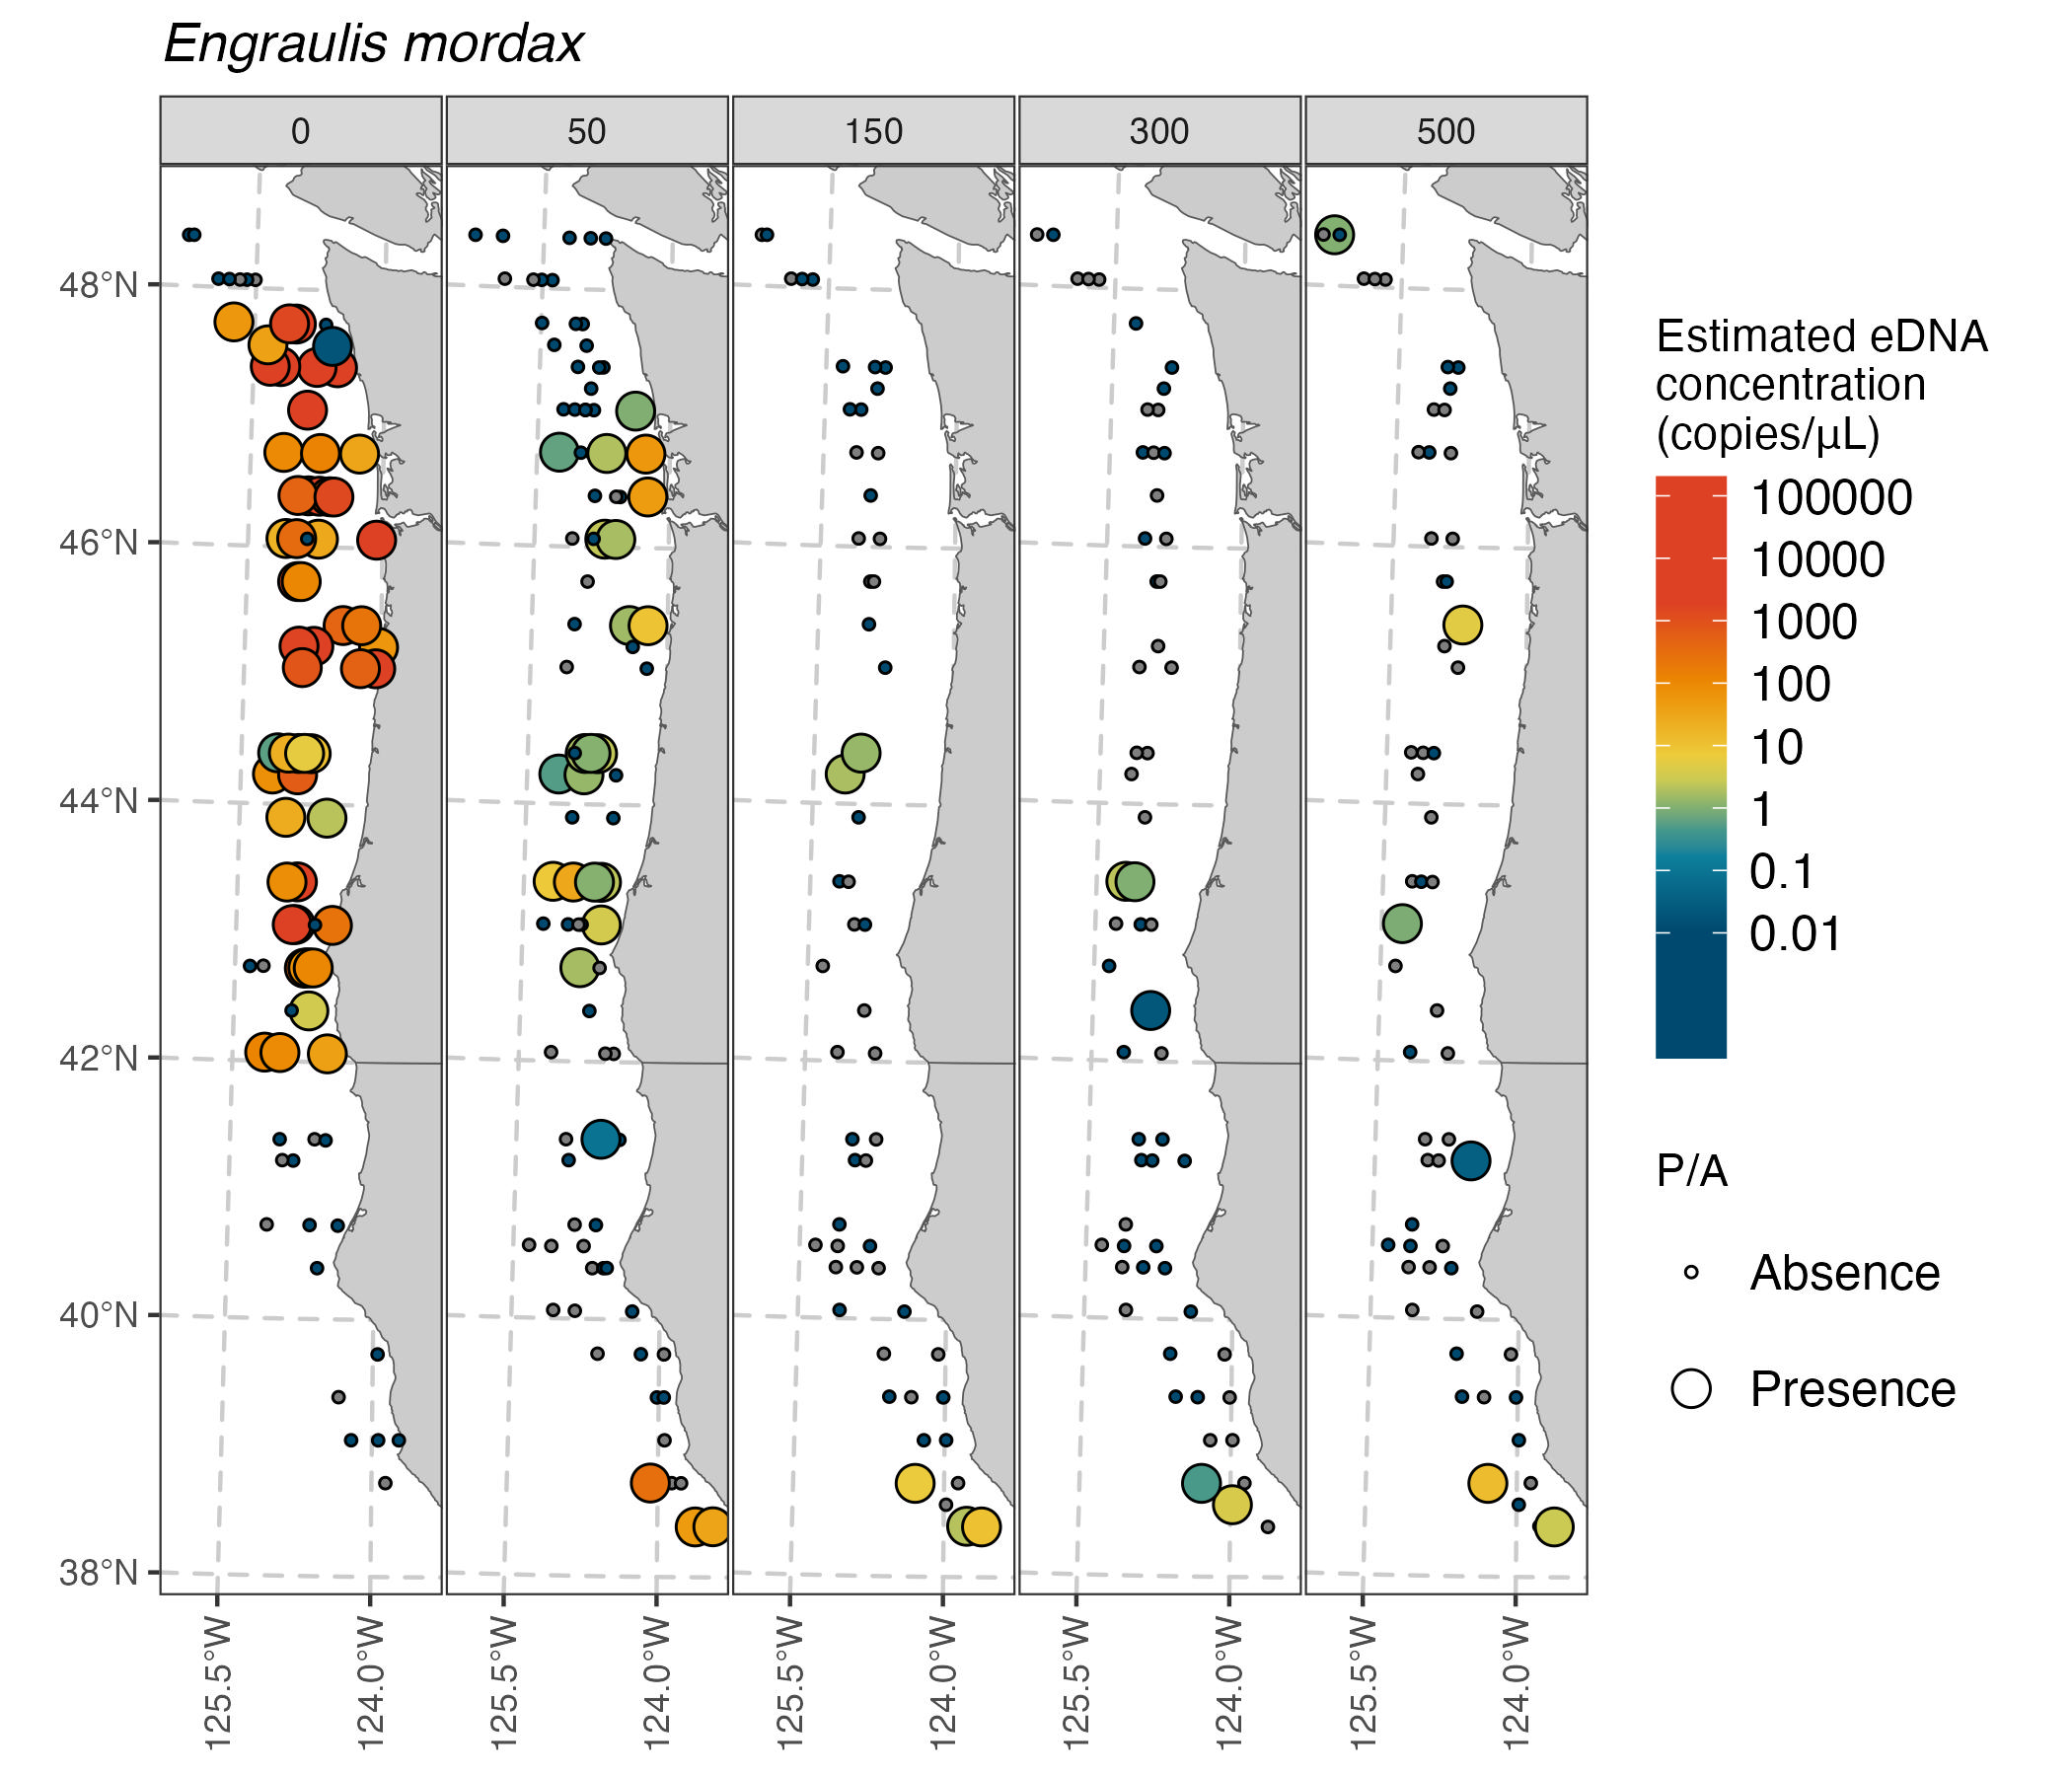 Engraulis mordax
0
50
150
300
500
48°N
46°N
44°N
42°N
40°N
38°N
125.5°W
124.0°W
125.5°W
124.0°W
125.5°W
124.0°W
125.5°W
124.0°W
125.5°W
124.0°W
Estimated eDNA
concentration
(copies/µL)
100000
10000
1000
100
10
1
0.1
0.01
P/A
Absence
Presence